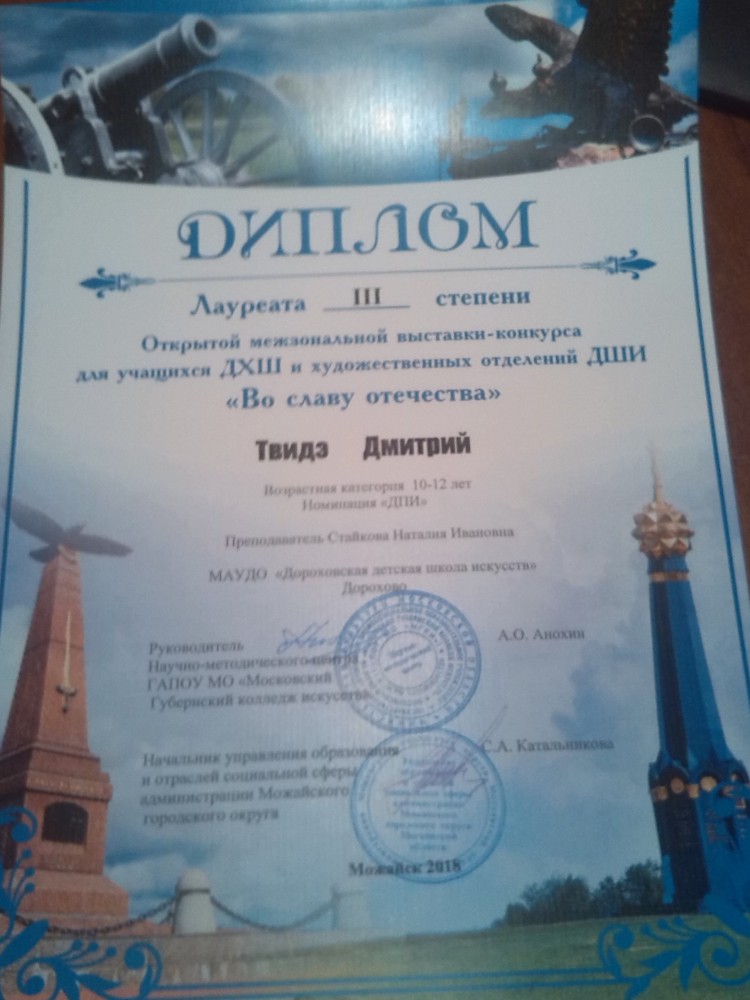 ДИПЛОМ
Лауреата III степени
Открытой межзональной выставки-конкурса
для учащихся ДХШ и художественных отделений ДШИ
«Во славу отечества»
Твидэ Дмитрий
Возрастная категория 10-12 лет
Номинация «ДПИ»
Преподаватель Стайкова Наталия Ивановна
МАУДО «Дороховская детская школа искусств»
Дорохово
Руководитель А.О. Анохин
Научно-методического центра
ГАПОУ МО «Московский
Губернский колледж искусств»
Начальник управления образования С.А. Катальникова
и отраслей социальной сферы
администрации Можайского
городского округа
Можайск 2018